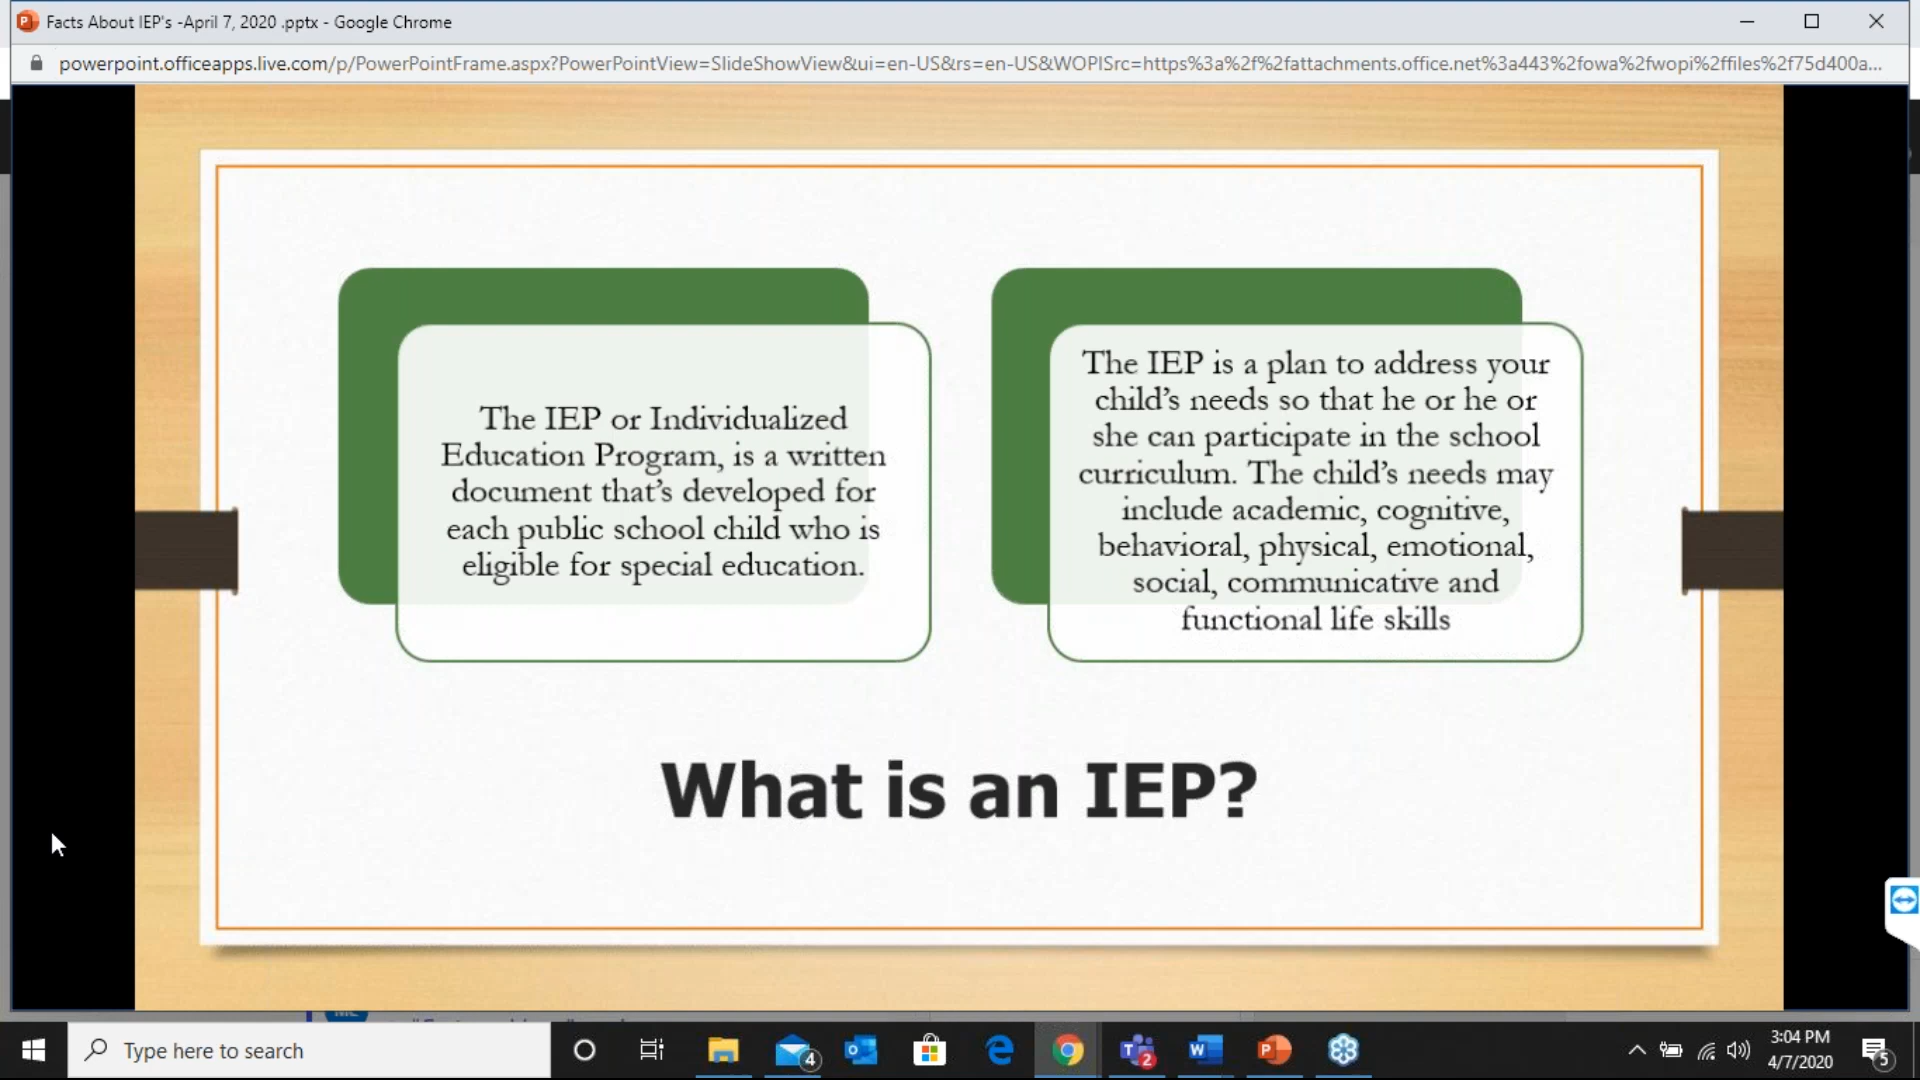 Facts About IEP's -April 7, 2020 .pptx - Google Chrome
powerpoint.officeapps.live.com/p/PowerPointFrame.aspx?PowerPointView=SlideShowView&ui=en-US&rs=en-US&WOPISrc=https%3a%2f%2fattachments.office.net%3a443%2fowa%2fwopi%2ffiles%2f75d400a...
The IEP or Individualized
Education Program, is a written
document that's developed for
each public school child who is
eligible for special education.
The IEP is a plan to address your
child's needs so that he or he or
she can participate in the school
curriculum. The child's needs may
include academic, cognitive,
behavioral, physical, emotional,
social, communicative and
functional life skills
What is an IEP?
Type here to search
4
2
3:04 PM
4/7/2020
5